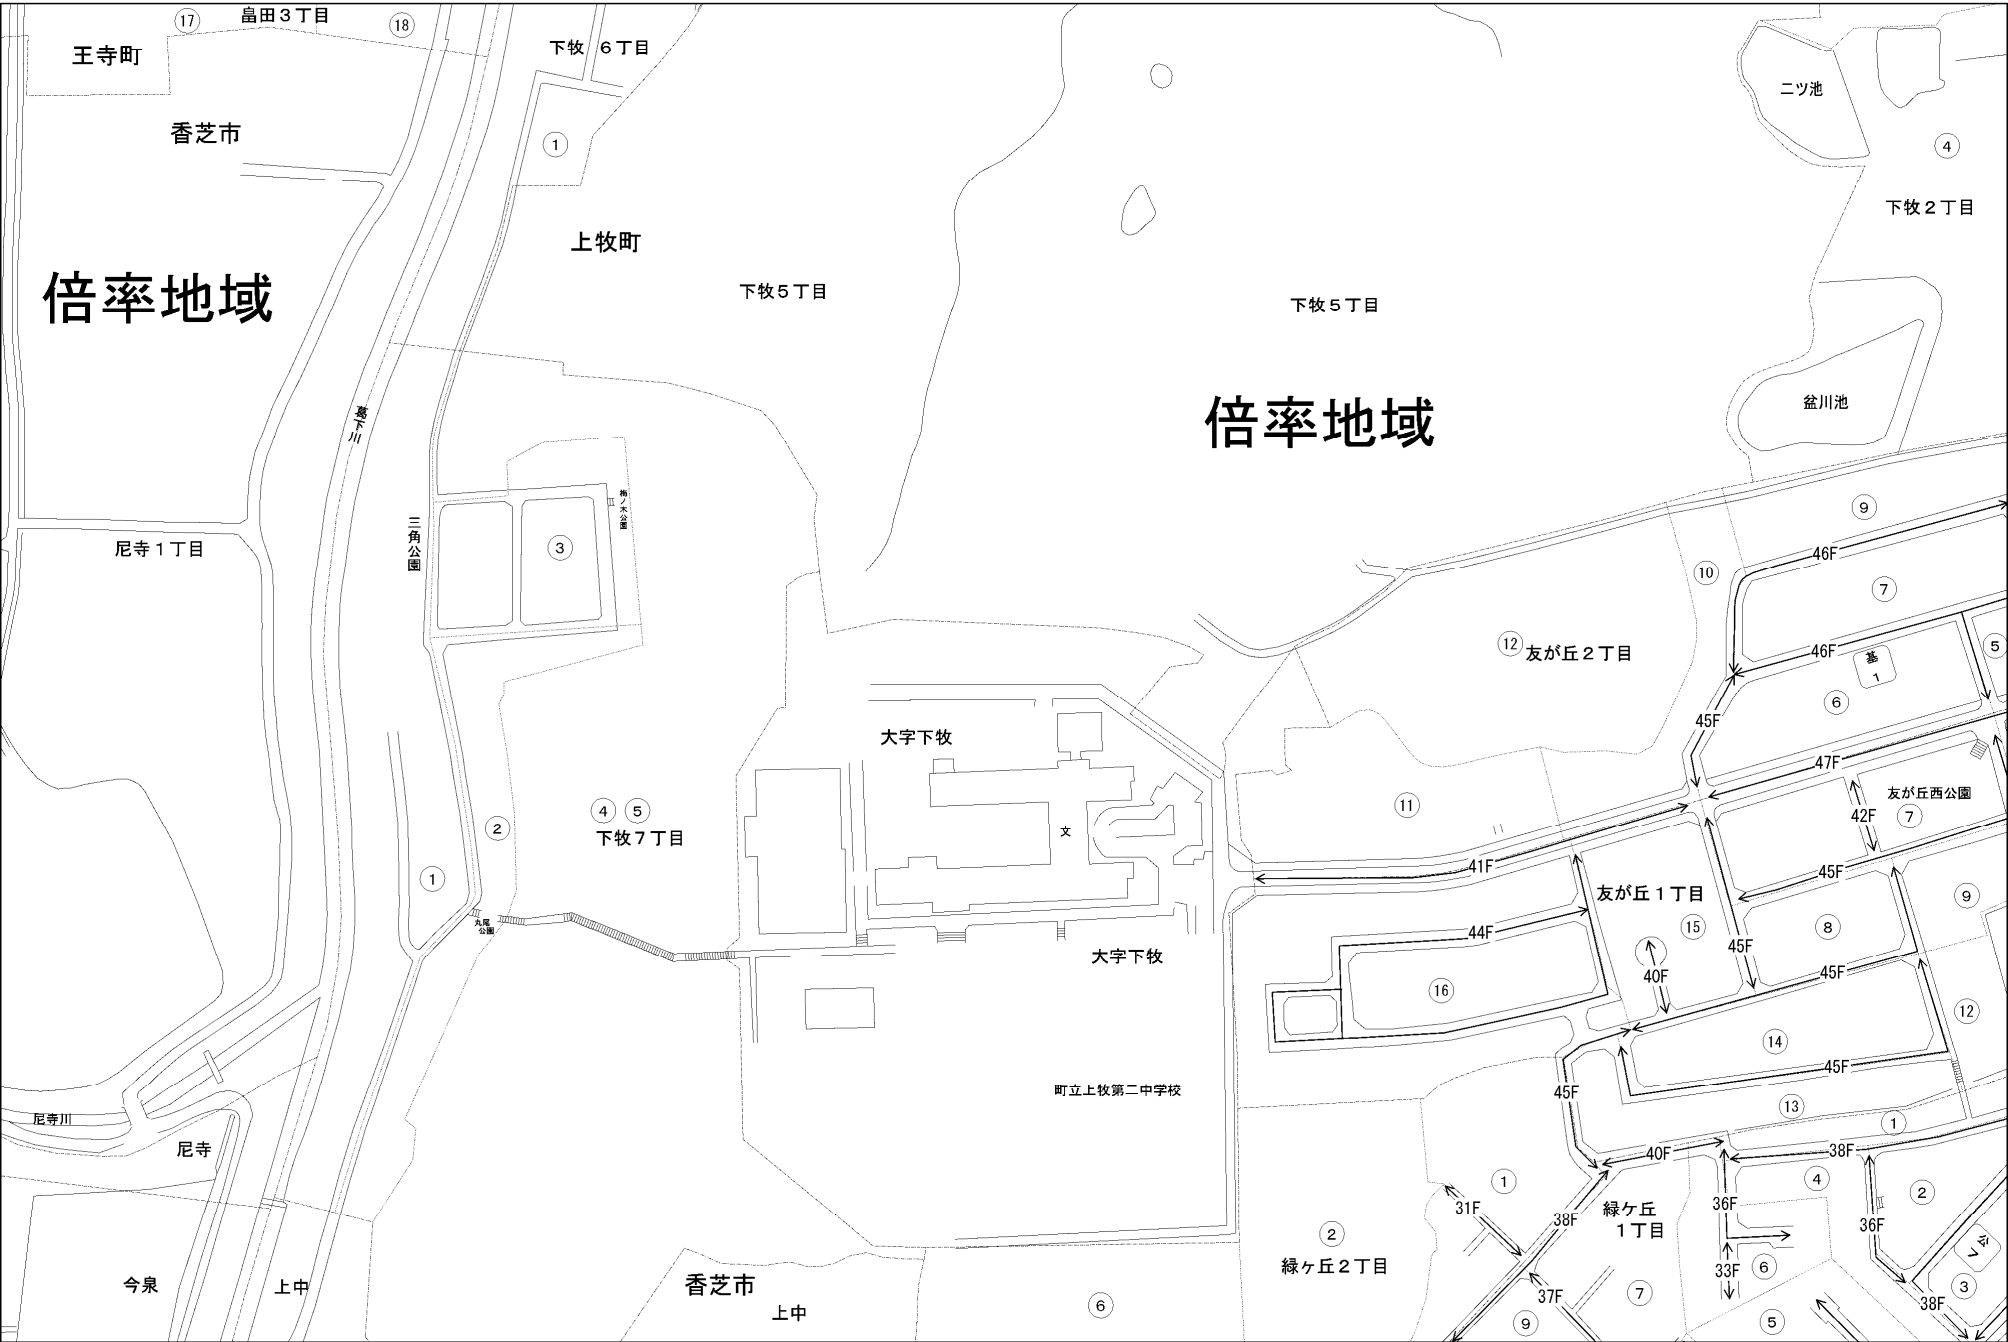 17
畠田３丁目
18
王寺町
下牧 ６丁目
香芝市
1
上牧町
倍率地域
下牧５丁目
下牧５丁目
倍率地域
二ツ池
4
下牧２丁目
盆川池
葛下川
尼寺１丁目
三角公園
3
梅ノ木公園
9
46F
10
7
12
友が丘２丁目
46F
墓
1
5
6
45F
47F
大字下牧
4 5
下牧７丁目
2
文
1
丸尾
公園
11
友が丘西公園
42F
7
41F
45F
友が丘１丁目
9
15
8
44F
45F
40F
45F
大字下牧
16
14
12
45F
45F
町立上牧第二中学校
13
1
尼寺川
尼寺
40F
38F
1
4
2
31F
38F
緑ケ丘
１丁目
36F
36F
2
緑ヶ丘２丁目
公
7
33F
6
今泉
上中
香芝市
上中
6
37F
7
3
9
5
38F